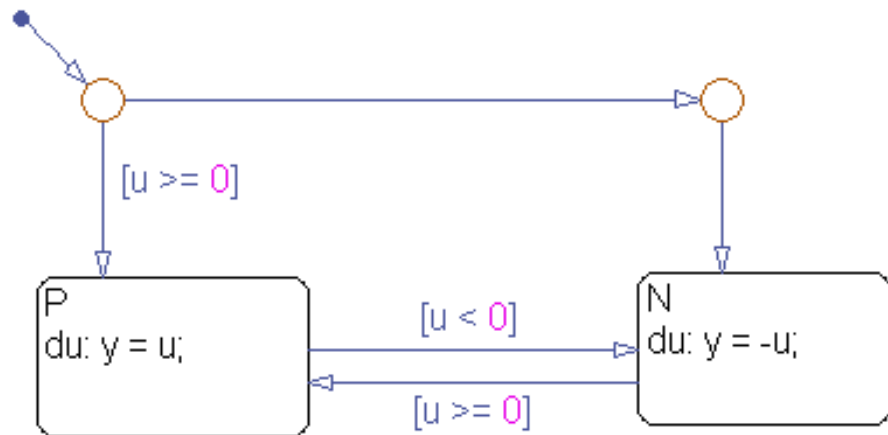 [u >= 0]
P
du: y = u;
[u < 0]
[u >= 0]
N
du: y = -u;